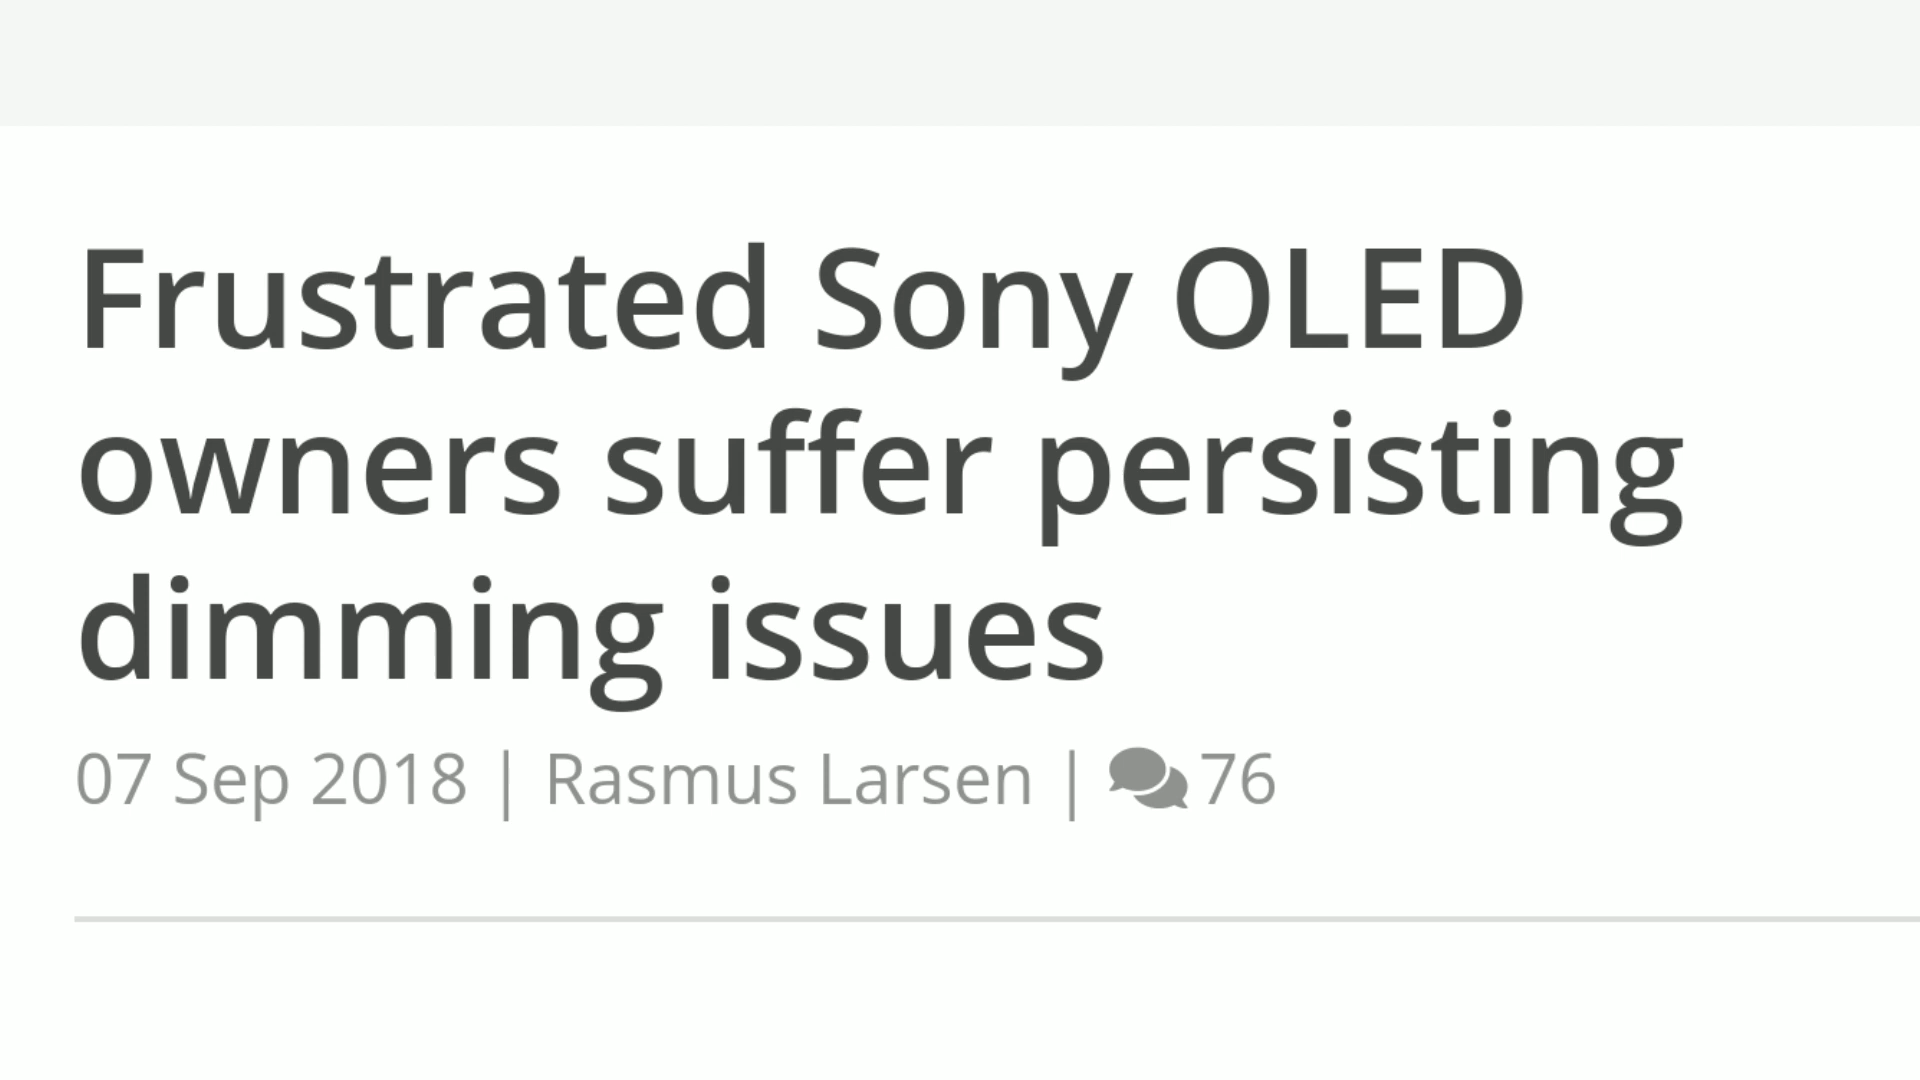 Frustrated Sony OLED
owners suffer persisting
dimming issues
07 Sep 2018 | Rasmus Larsen | 76